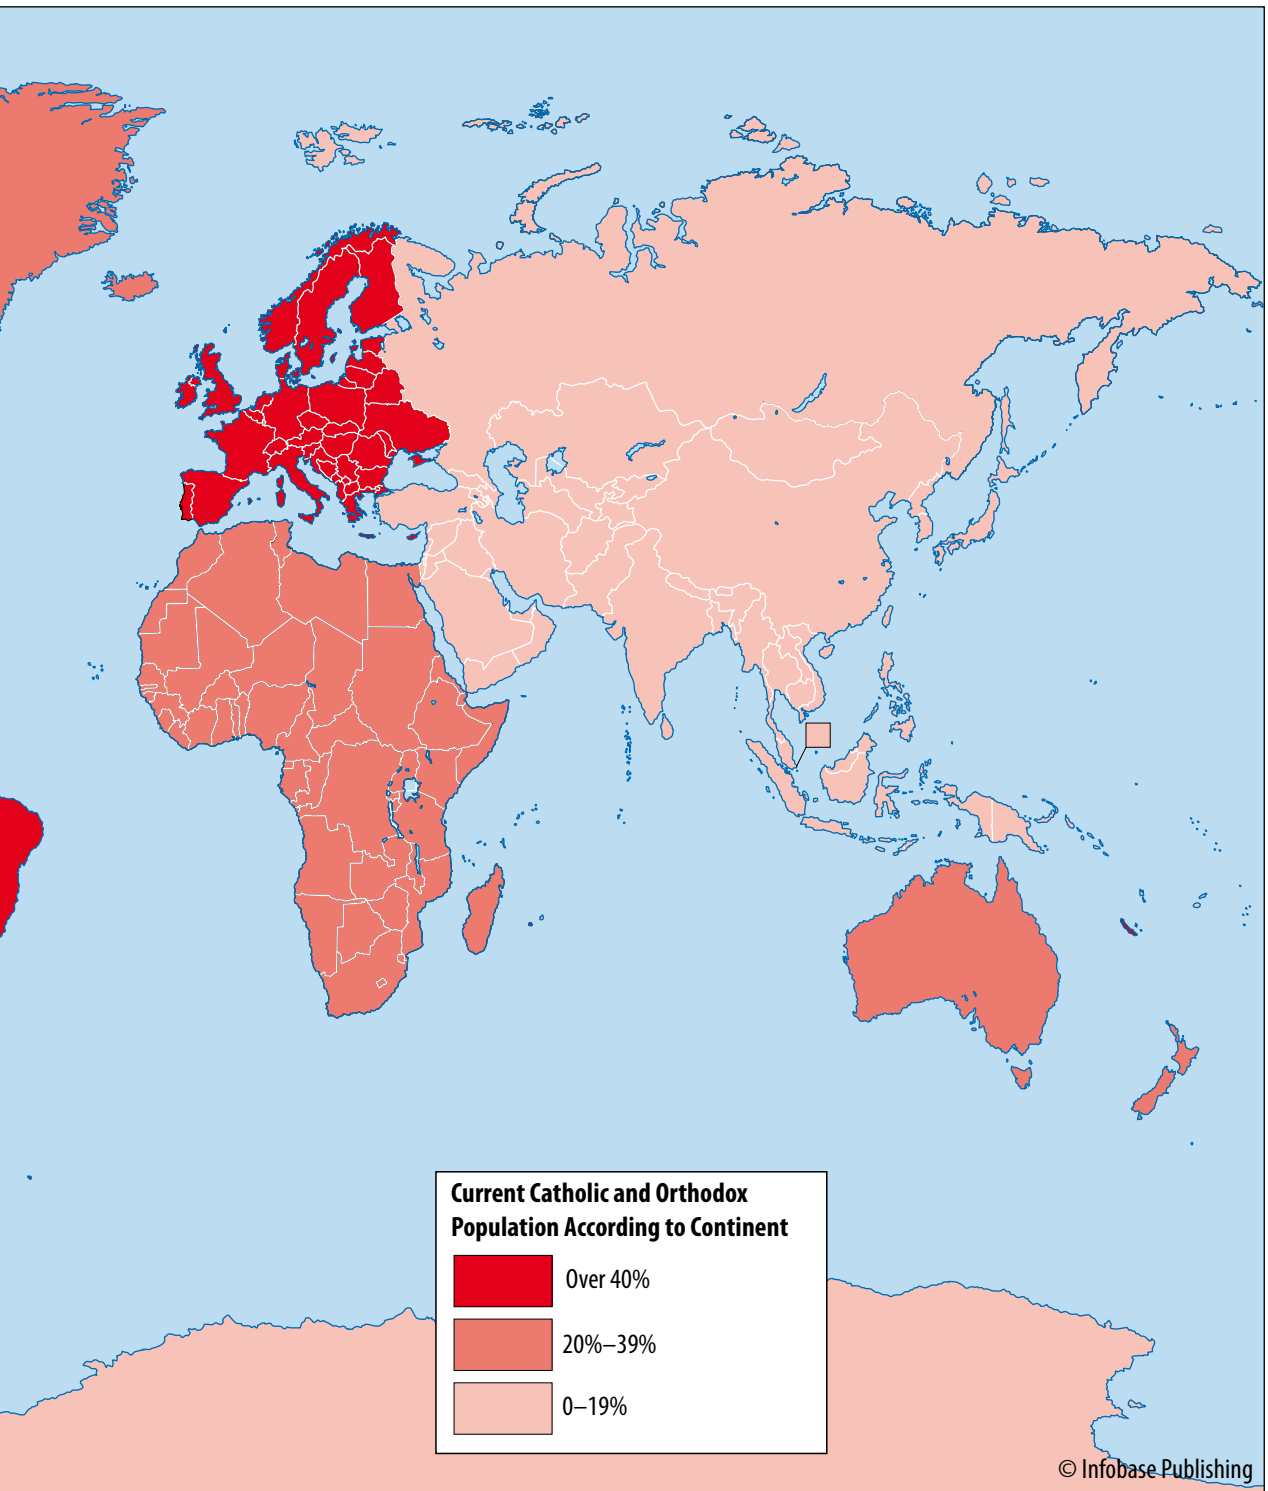 Current Catholic and Orthodox
Population According to Continent
Over 40%
20%–39%
0–19%
© Infobase Publishing